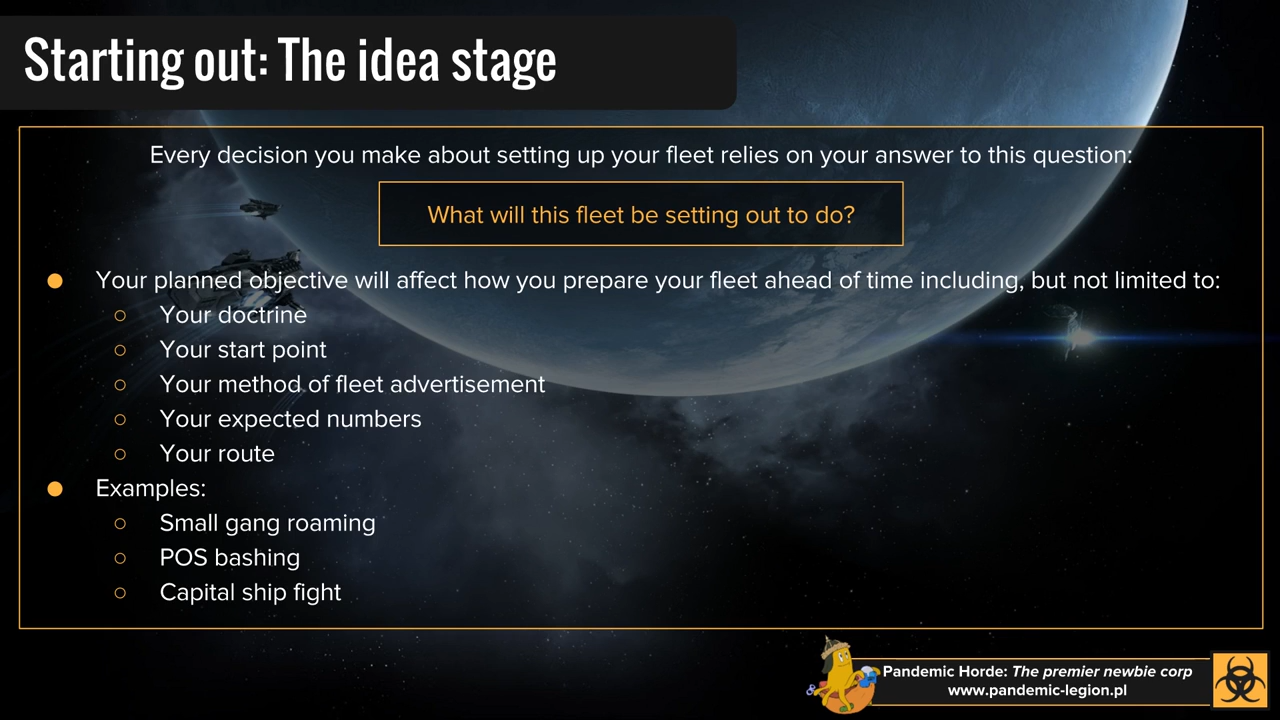 Starting out: The idea stage
Every decision you make about setting up your fleet relies on your answer to this question:
What will this fleet be setting out to do?
● Your planned objective will affect how you prepare your fleet ahead of time including, but not limited to:
○ Your doctrine
○ Your start point
○ Your method of fleet advertisement
○ Your expected numbers
○ Your route
● Examples:
○ Small gang roaming
○ POS bashing
○ Capital ship fight
Pandemic Horde: The premier newbie corp
www.pandemic-legion.pl